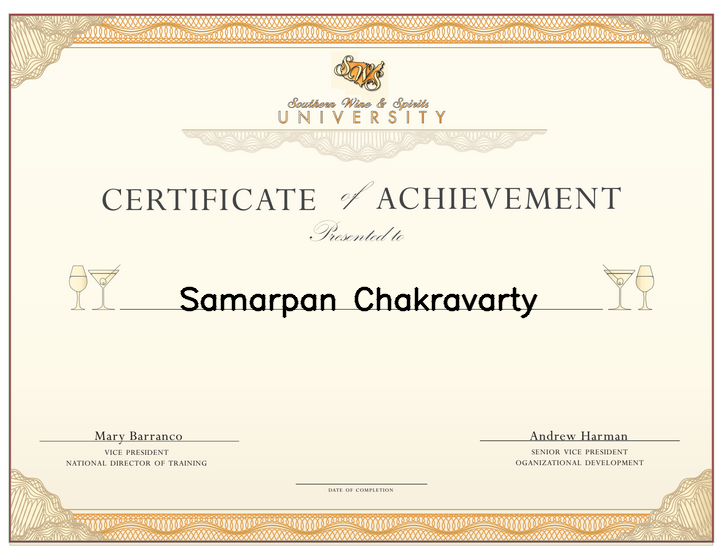 SWS
Southern Wine & Spirits
UNIVERSITY
CERTIFICATE of ACHIEVEMENT
Presented to
Samarpan Chakravarty
Mary Barranco
VICE PRESIDENT
NATIONAL DIRECTOR OF TRAINING
Andrew Harman
SENIOR VICE PRESIDENT
OGANIZATIONAL DEVELOPMENT
DATE OF COMPLETION